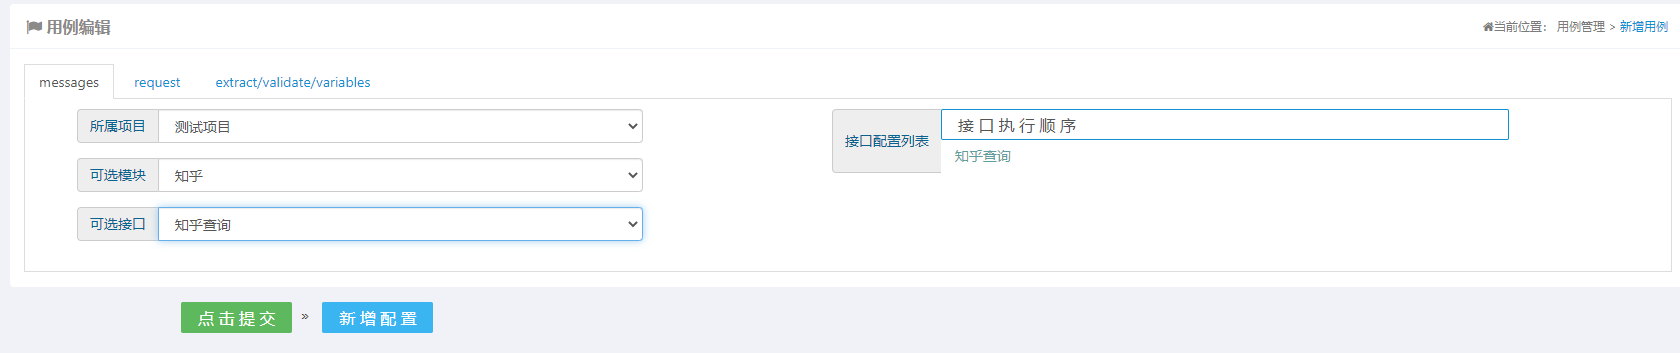 用例编辑
当前位置： 用例管理 > 新增用例
messages request extract/validate/variables
所属项目 测试项目
可选模块 知乎
可选接口 知乎查询
接口配置列表 接口执行顺序
知乎查询
点击提交 » 新增配置